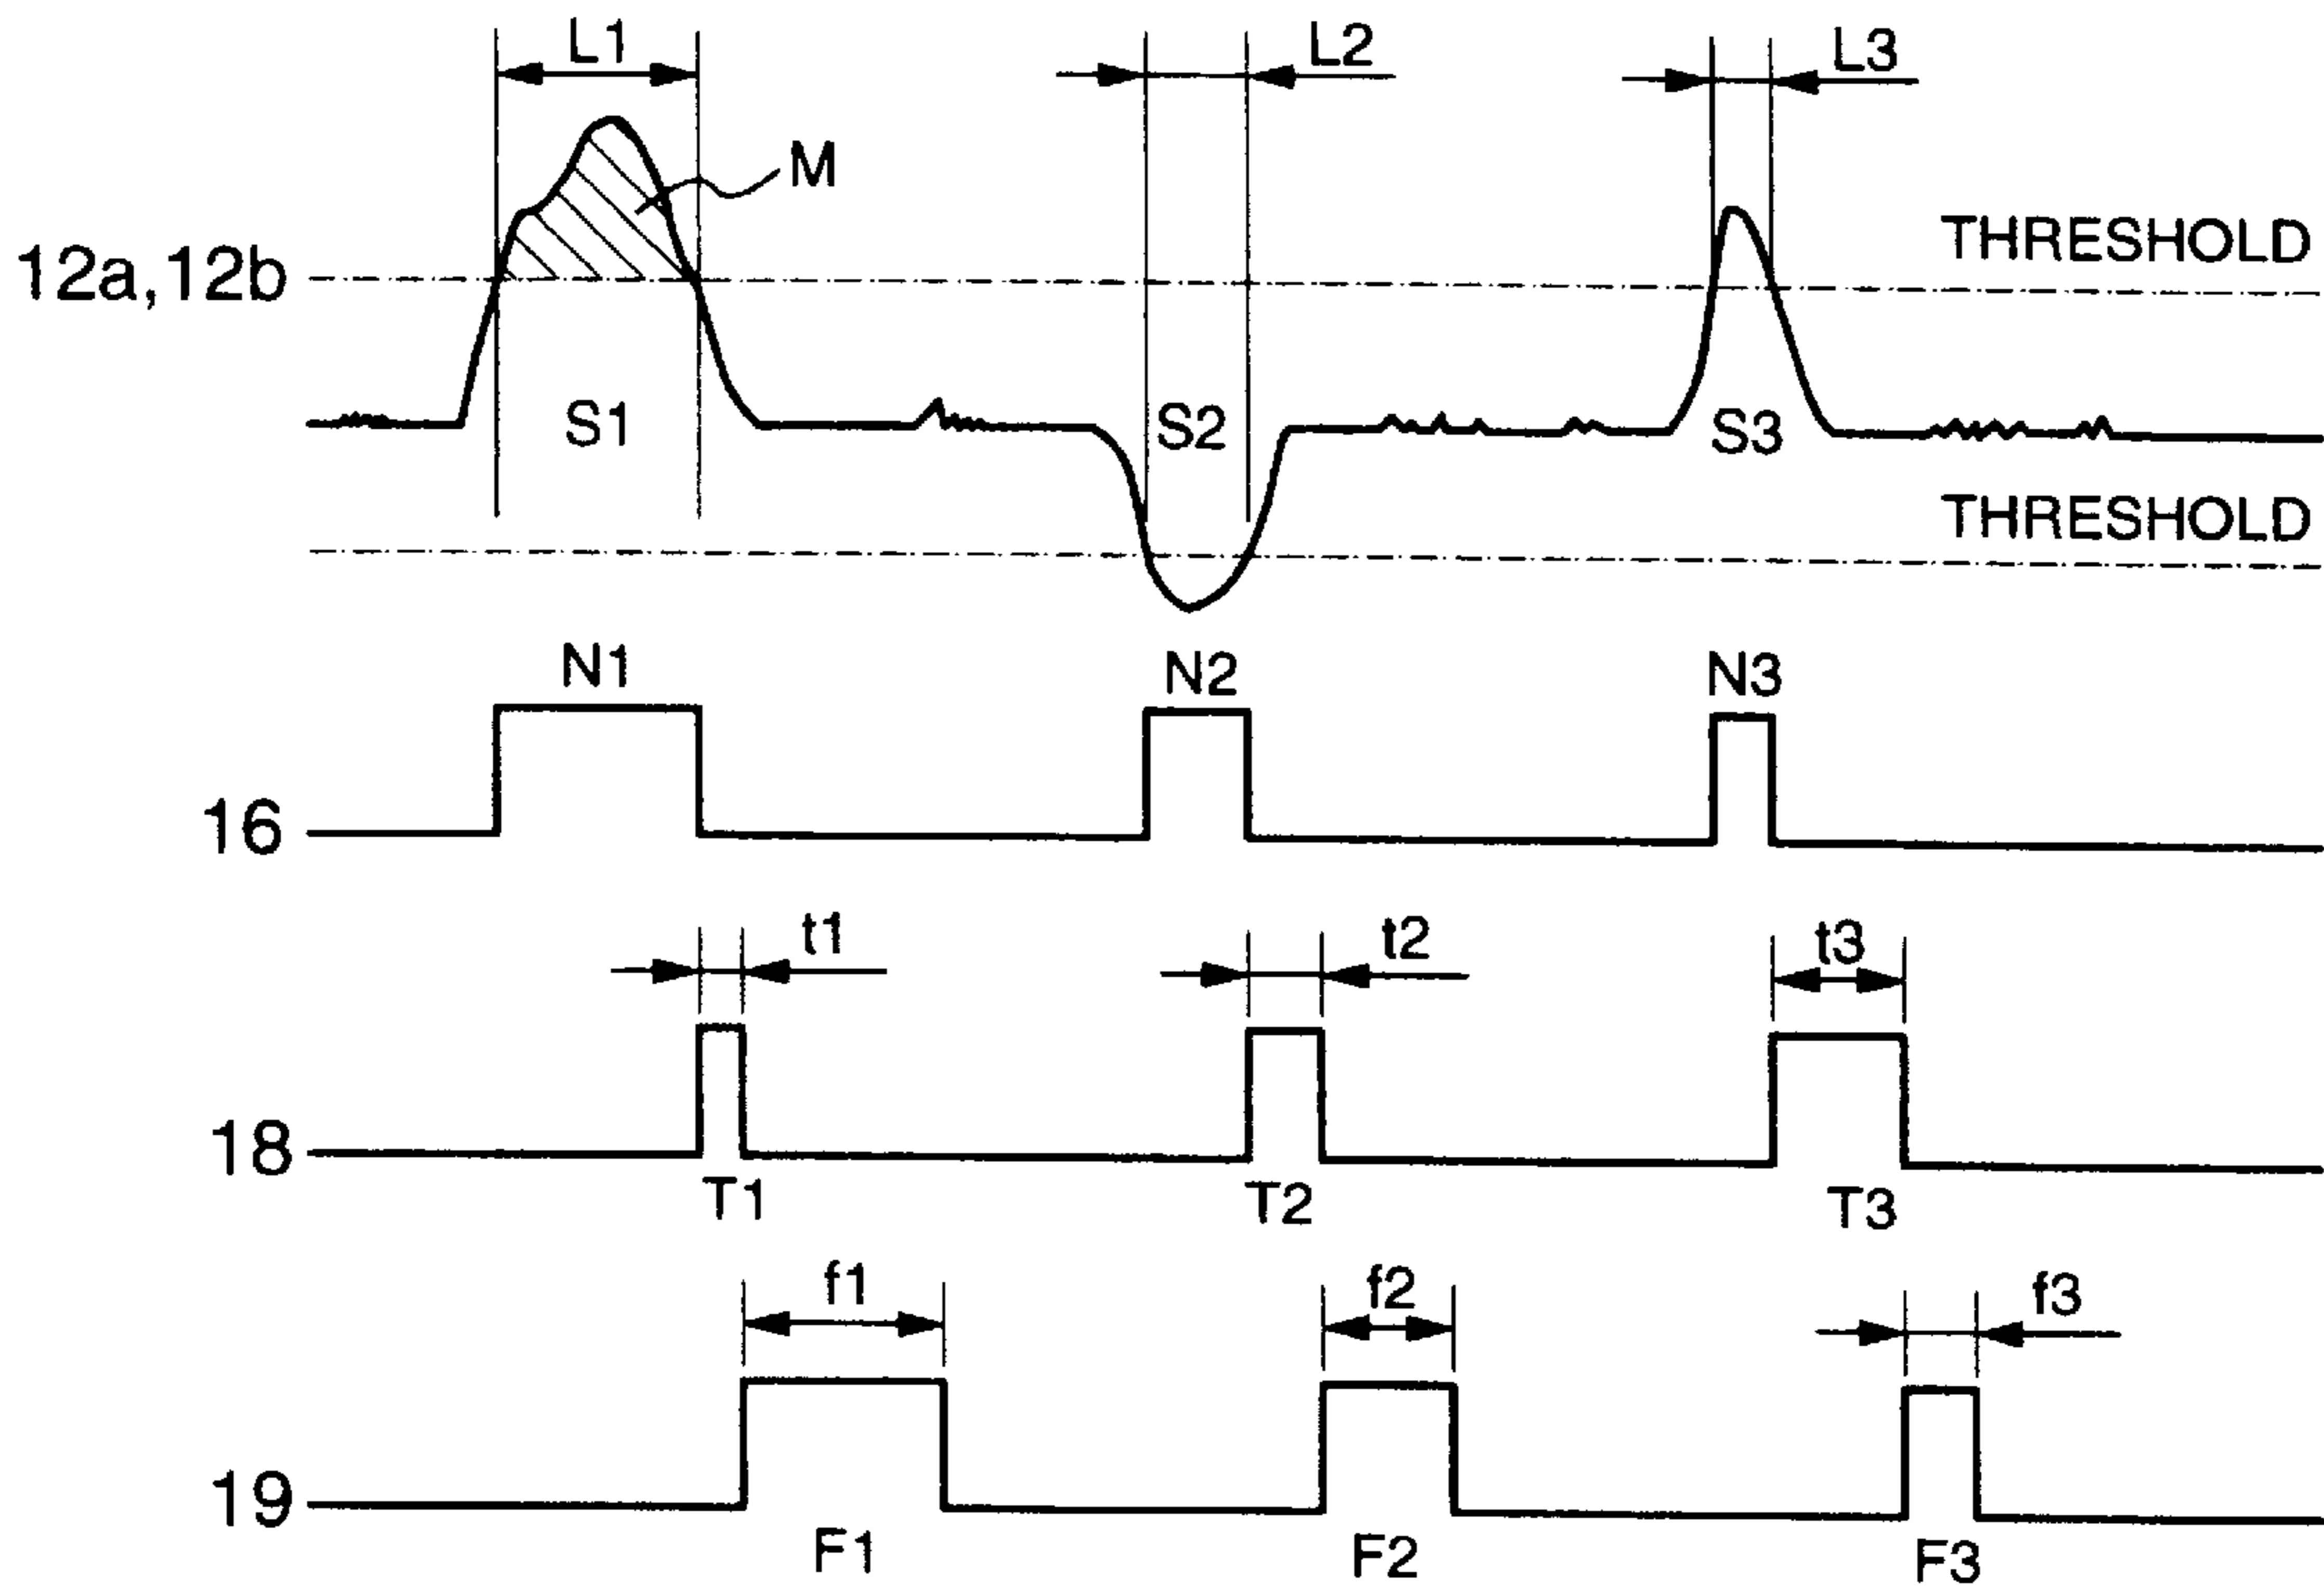 L1
L2
L3
M
THRESHOLD
12a,12b
S1
S2
S3
THRESHOLD
N1
N2
N3
16
t1
t2
t3
18
T1
T2
T3
f1
f2
f3
19
F1
F2
F3